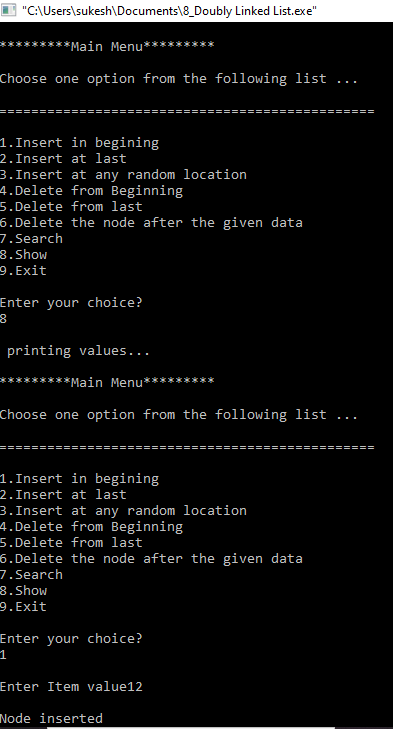 "C:\Users\sukesh\Documents\8_Doubly Linked List.exe"
*********Main Menu*********
Choose one option from the following list ...
===============================================
1.Insert in begining
2.Insert at last
3.Insert at any random location
4.Delete from Beginning
5.Delete from last
6.Delete the node after the given data
7.Search
8.Show
9.Exit
Enter your choice?
8
printing values...
*********Main Menu*********
Choose one option from the following list ...
===============================================
1.Insert in begining
2.Insert at last
3.Insert at any random location
4.Delete from Beginning
5.Delete from last
6.Delete the node after the given data
7.Search
8.Show
9.Exit
Enter your choice?
1
Enter Item value12
Node inserted